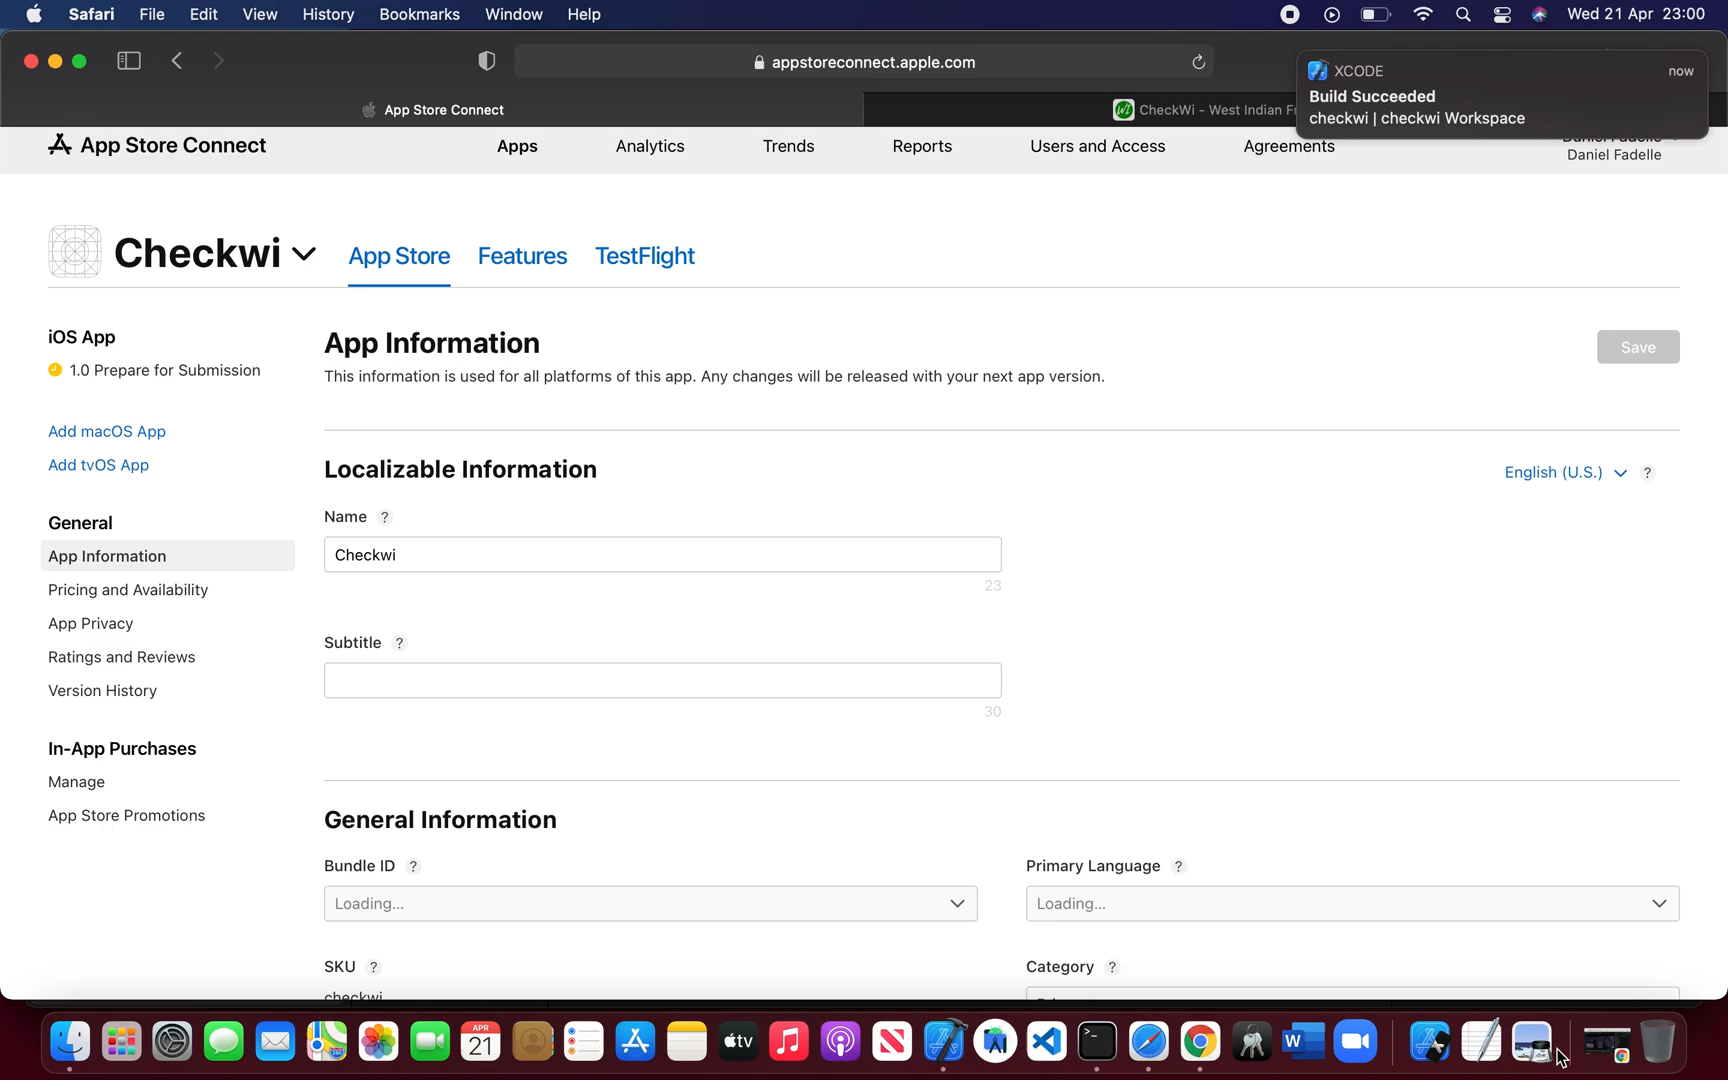 Safari File Edit View History Bookmarks Window Help Wed 21 Apr 23:00
appstoreconnect.apple.com
XCODE now
Build Succeeded
checkwi | checkwi Workspace
App Store Connect CheckWi - West Indian
App Store Connect Apps Analytics Trends Reports Users and Access Agreements
Daniel Fadelle
Daniel Fadelle
Checkwi App Store Features TestFlight
iOS App
1.0 Prepare for Submission
Add macOS App
Add tvOS App
General
App Information
Pricing and Availability
App Privacy
Ratings and Reviews
Version History
In-App Purchases
Manage
App Store Promotions
App Information
Save
This information is used for all platforms of this app. Any changes will be released with your next app version.
Localizable Information
English (U.S.) ?
Name ?
Checkwi
23
Subtitle ?
30
General Information
Bundle ID ?
Loading...
Primary Language ?
Loading...
SKU ?
checkwi
Category ?
APR
21
tv
W